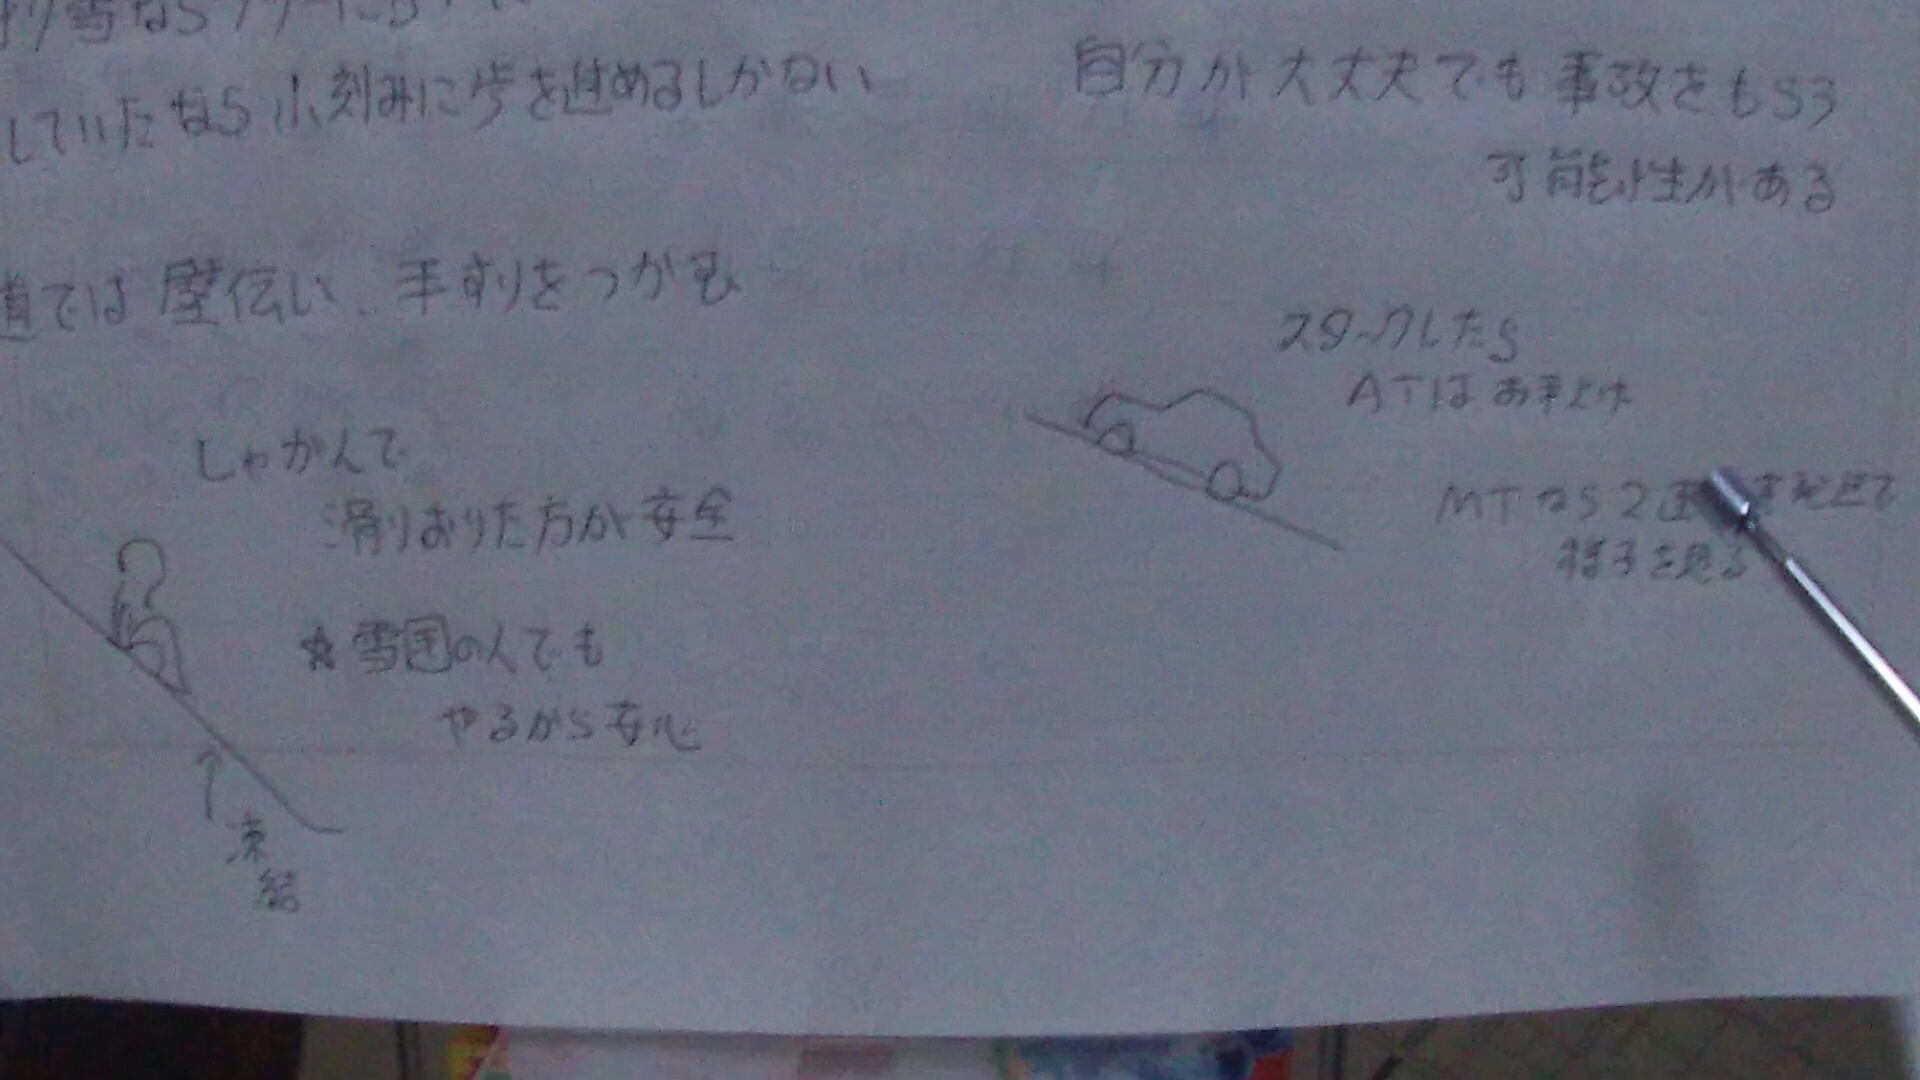 していたなら小刻みに歩を進めるしかない
道では壁伝い、手すりをつかむ
しゃがんで
滑りおりた方が安全
☆雪国の人でも
やるから安心
↑
凍
結
自分が大丈夫でも事故をもらう
可能性がある
スタックしたら
ATはお手上げ
MTなら2速
様子を見る